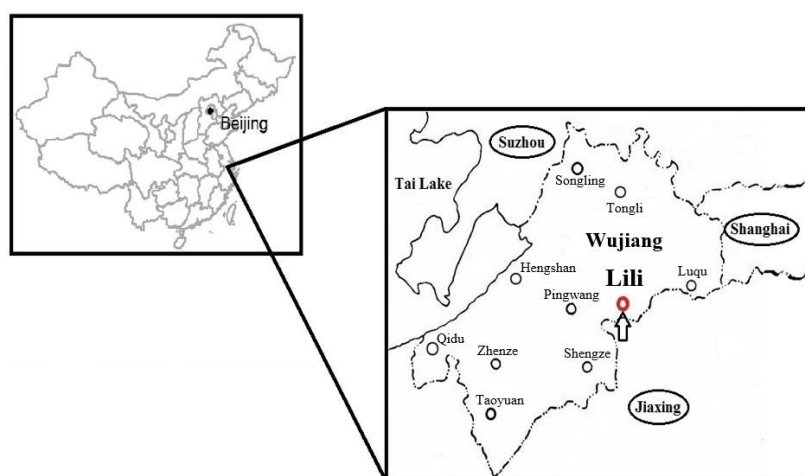 Beijing
Suzhou
Songling
Tai Lake
Tongli
Shanghai
Wujiang
Hengshan
Lili
Luqu
Pingwang
Qidu
Zhenze
Shengze
Taoyuan
Jiaxing